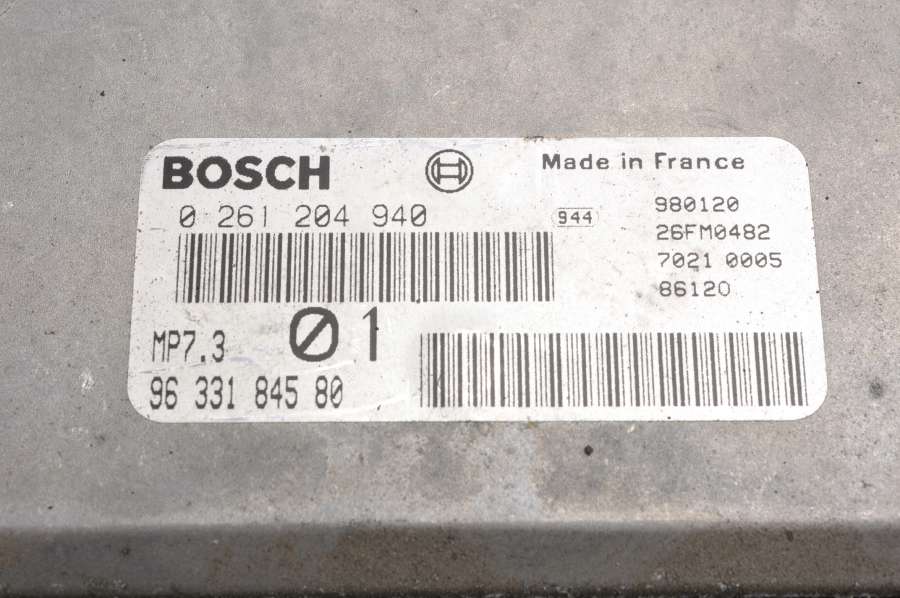 BOSCH
Made in France
0 261 204 940
944
980120
26FM0482
7021 0005
86120
MP7.3
Ø1
96 331 845 80